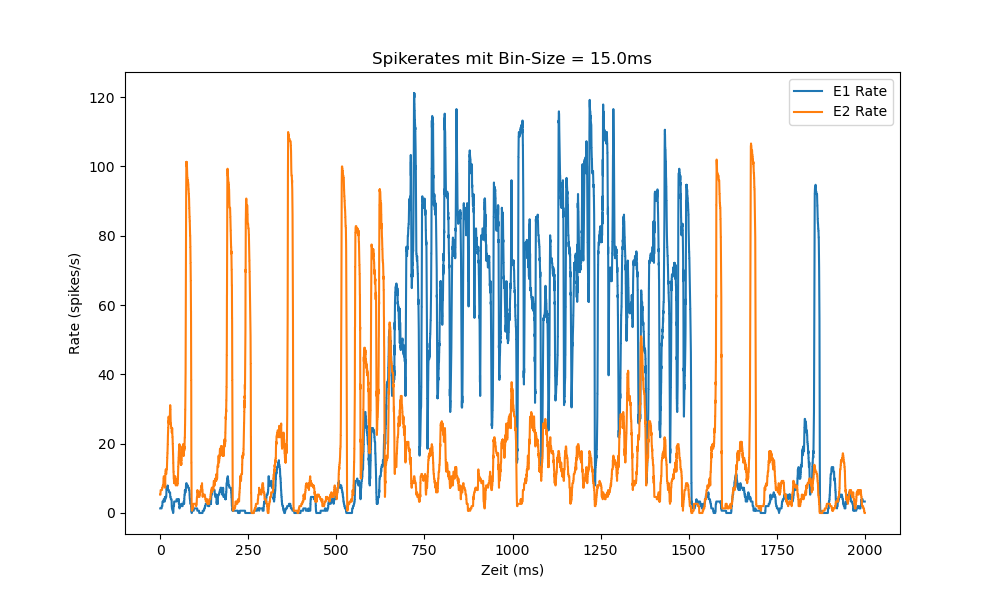 Spikerates mit Bin-Size = 15.0ms
E1 Rate
E2 Rate
Rate (spikes/s)
120
100
80
60
40
20
0
0 250 500 750 1000 1250 1500 1750 2000
Zeit (ms)